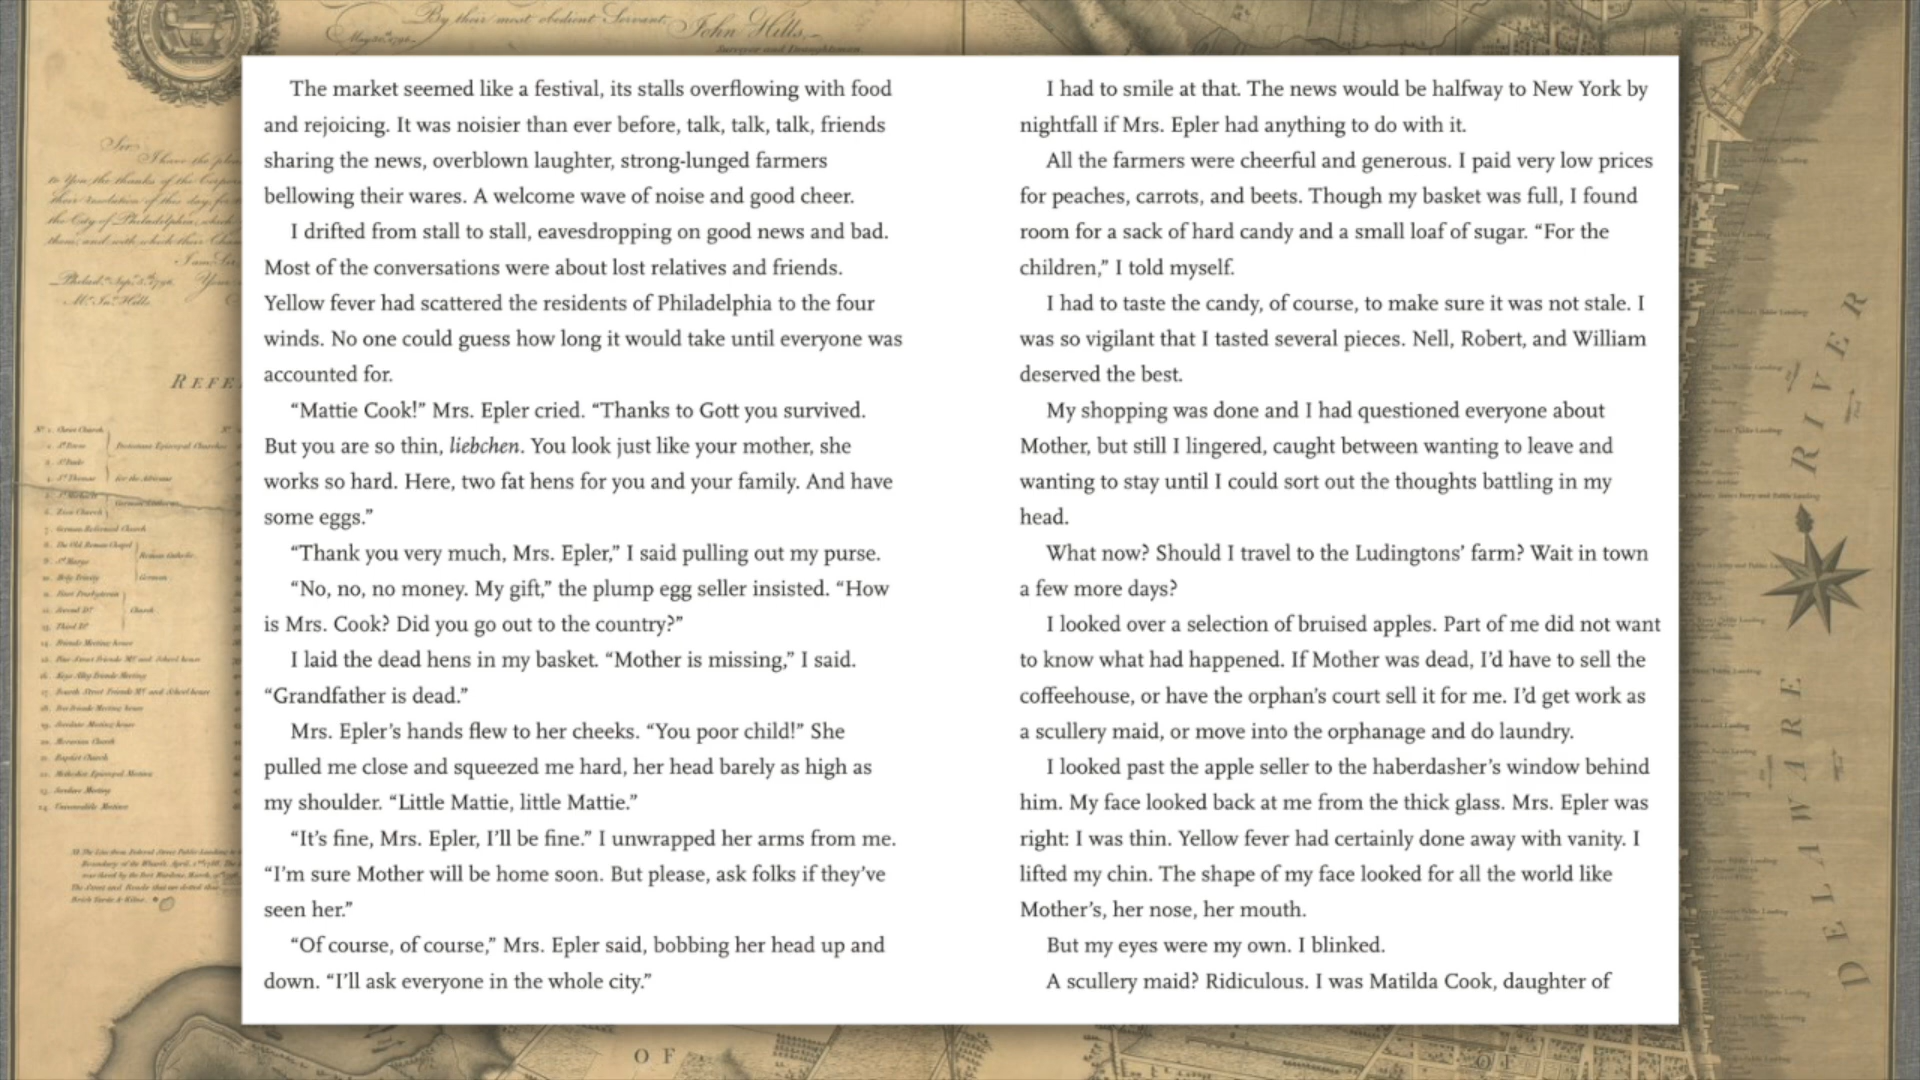 By their most obedient Servant,
John Hills,
Surveyor and Draughtsman
The market seemed like a festival, its stalls overflowing with food
and rejoicing. It was noisier than ever before, talk, talk, talk, friends
sharing the news, overblown laughter, strong-lunged farmers
bellowing their wares. A welcome wave of noise and good cheer.
I drifted from stall to stall, eavesdropping on good news and bad.
Most of the conversations were about lost relatives and friends.
Yellow fever had scattered the residents of Philadelphia to the four
winds. No one could guess how long it would take until everyone was
accounted for.
“Mattie Cook!” Mrs. Epler cried. “Thanks to Gott you survived.
But you are so thin, liebchen. You look just like your mother, she
works so hard. Here, two fat hens for you and your family. And have
some eggs.”
“Thank you very much, Mrs. Epler,” I said pulling out my purse.
“No, no, no money. My gift,” the plump egg seller insisted. “How
is Mrs. Cook? Did you go out to the country?”
I laid the dead hens in my basket. “Mother is missing,” I said.
“Grandfather is dead.”
Mrs. Epler’s hands flew to her cheeks. “You poor child!” She
pulled me close and squeezed me hard, her head barely as high as
my shoulder. “Little Mattie, little Mattie.”
“It’s fine, Mrs. Epler, I’ll be fine.” I unwrapped her arms from me.
“I’m sure Mother will be home soon. But please, ask folks if they’ve
seen her.”
“Of course, of course,” Mrs. Epler said, bobbing her head up and
down. “I’ll ask everyone in the whole city.”
I had to smile at that. The news would be halfway to New York by
nightfall if Mrs. Epler had anything to do with it.
All the farmers were cheerful and generous. I paid very low prices
for peaches, carrots, and beets. Though my basket was full, I found
room for a sack of hard candy and a small loaf of sugar. “For the
children,” I told myself.
I had to taste the candy, of course, to make sure it was not stale. I
was so vigilant that I tasted several pieces. Nell, Robert, and William
deserved the best.
My shopping was done and I had questioned everyone about
Mother, but still I lingered, caught between wanting to leave and
wanting to stay until I could sort out the thoughts battling in my
head.
What now? Should I travel to the Ludingtons’ farm? Wait in town
a few more days?
I looked over a selection of bruised apples. Part of me did not want
to know what had happened. If Mother was dead, I’d have to sell the
coffeehouse, or have the orphan’s court sell it for me. I’d get work as
a scullery maid, or move into the orphanage and do laundry.
I looked past the apple seller to the haberdasher’s window behind
him. My face looked back at me from the thick glass. Mrs. Epler was
right: I was thin. Yellow fever had certainly done away with vanity. I
lifted my chin. The shape of my face looked for all the world like
Mother’s, her nose, her mouth.
But my eyes were my own. I blinked.
A scullery maid? Ridiculous. I was Matilda Cook, daughter of
DELAWARE RIVER
OF
OF